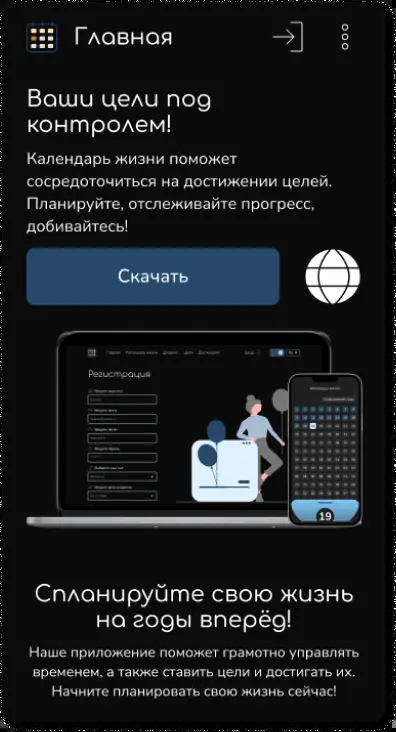 Главная
Ваши цели под
контролем!
Календарь жизни поможет
сосредоточиться на достижении целей.
Планируйте, отслеживайте прогресс,
добивайтесь!
Скачать
Регистрация
19
Спланируйте свою жизнь
на годы вперёд!
Наше приложение поможет грамотно управлять
временем, а также ставить цели и достигать их.
Начните планировать свою жизнь сейчас!